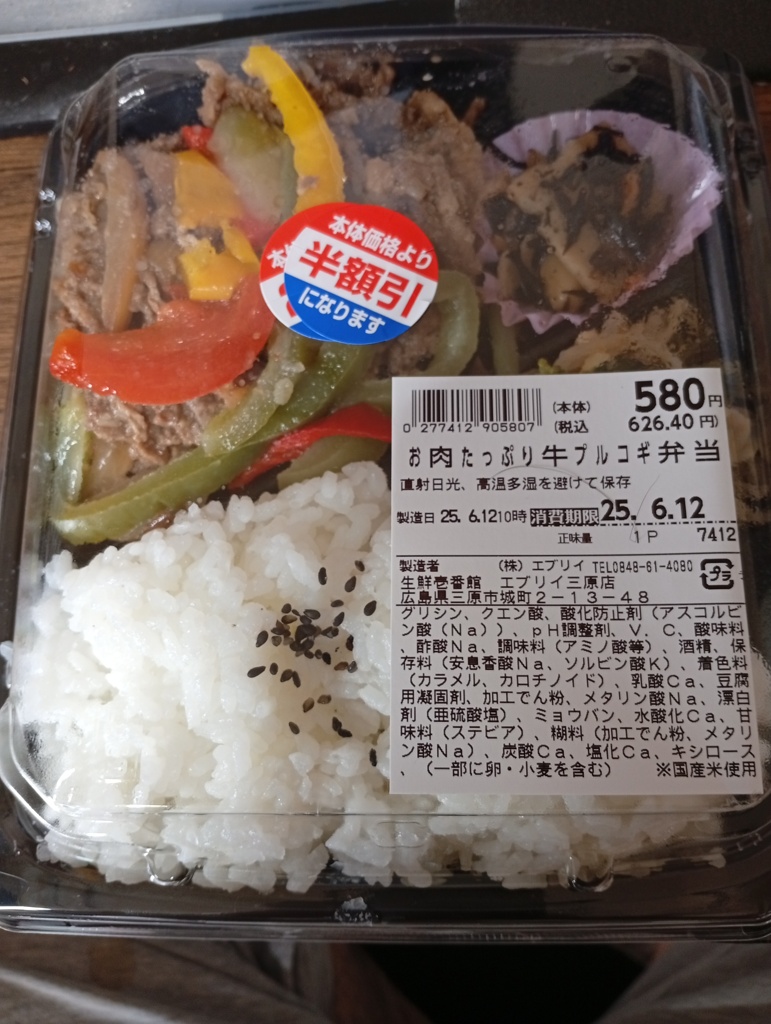 本体価格より
半額引
になります
0 277412 905807
(本体) 580円
(税込 626.40円)
お肉たっぷり牛プルコギ弁当
直射日光、高温多湿を避けて保存
製造日 25. 6.12 10時 消費期限 25. 6.12
正味量 1P 7412
製造者 (株) エブリイ TEL0848-61-4080
生鮮壱番館 エブリイ三原店
広島県三原市城町2-13-48
プラ
グリシン、クエン酸、酸化防止剤(アスコルビ
ン酸(Na))、pH調整剤、V.C、酸味料
、酢酸Na、調味料(アミノ酸等)、酒精、保
存料(安息香酸Na、ソルビン酸K)、着色料
(カラメル、カロチノイド)、乳酸Ca、豆腐
用凝固剤、加工でん粉、メタリン酸Na、漂白
剤(亜硫酸塩)、ミョウバン、水酸化Ca、甘
味料(ステビア)、糊料(加工でん粉、メタリ
ン酸Na)、炭酸Ca、塩化Ca、キシロース
、(一部に卵・小麦を含む) ※国産米使用